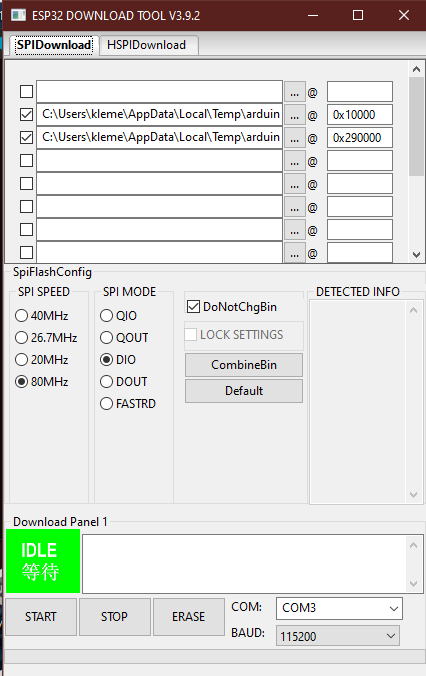 ESP32 DOWNLOAD TOOL V3.9.2
SPIDownload HSPIDownload
... @
C:\Users\kleme\AppData\Local\Temp\arduin ... @ 0x10000
C:\Users\kleme\AppData\Local\Temp\arduin ... @ 0x290000
... @
... @
... @
... @
... @
SpiFlashConfig
SPI SPEED
40MHz
26.7MHz
20MHz
80MHz
SPI MODE
QIO
QOUT
DIO
DOUT
FASTRD
DoNotChgBin
LOCK SETTINGS
CombineBin
Default
DETECTED INFO
Download Panel 1
IDLE
等待
START STOP ERASE
COM: COM3
BAUD: 115200